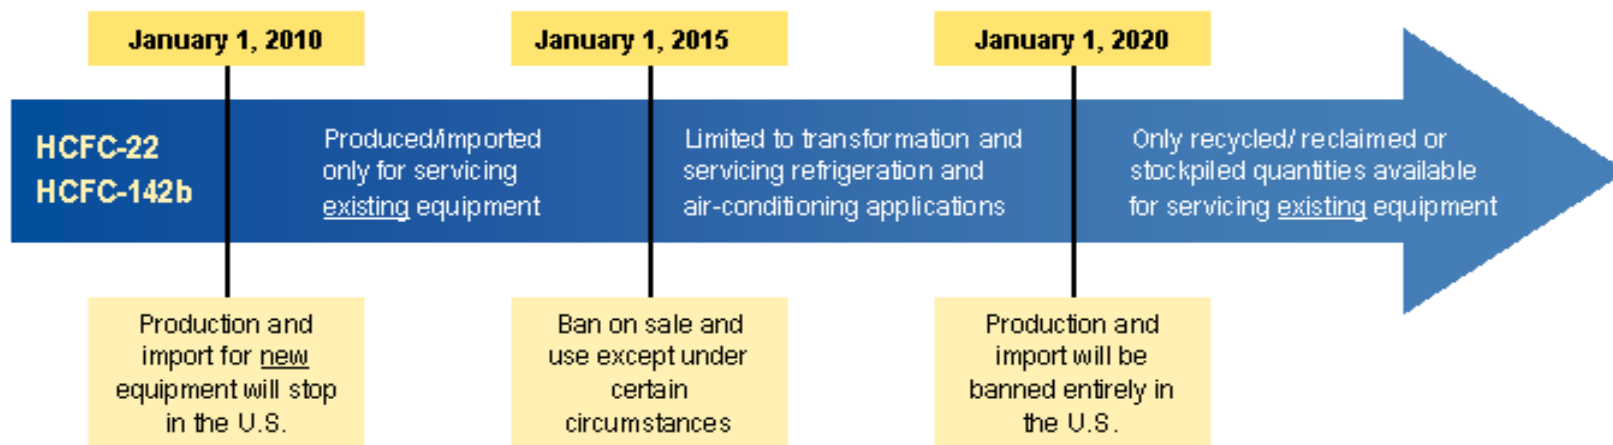 January 1, 2010
January 1, 2015
January 1, 2020
HCFC-22
HCFC-142b
Produced/imported
only for servicing
existing equipment
Limited to transformation and
servicing refrigeration and
air-conditioning applications
Only recycled/ reclaimed or
stockpiled quantities available
for servicing existing equipment
Production and
import for new
equipment will stop
in the U.S.
Ban on sale and
use except under
certain
circumstances
Production and
import will be
banned entirely in
the U.S.